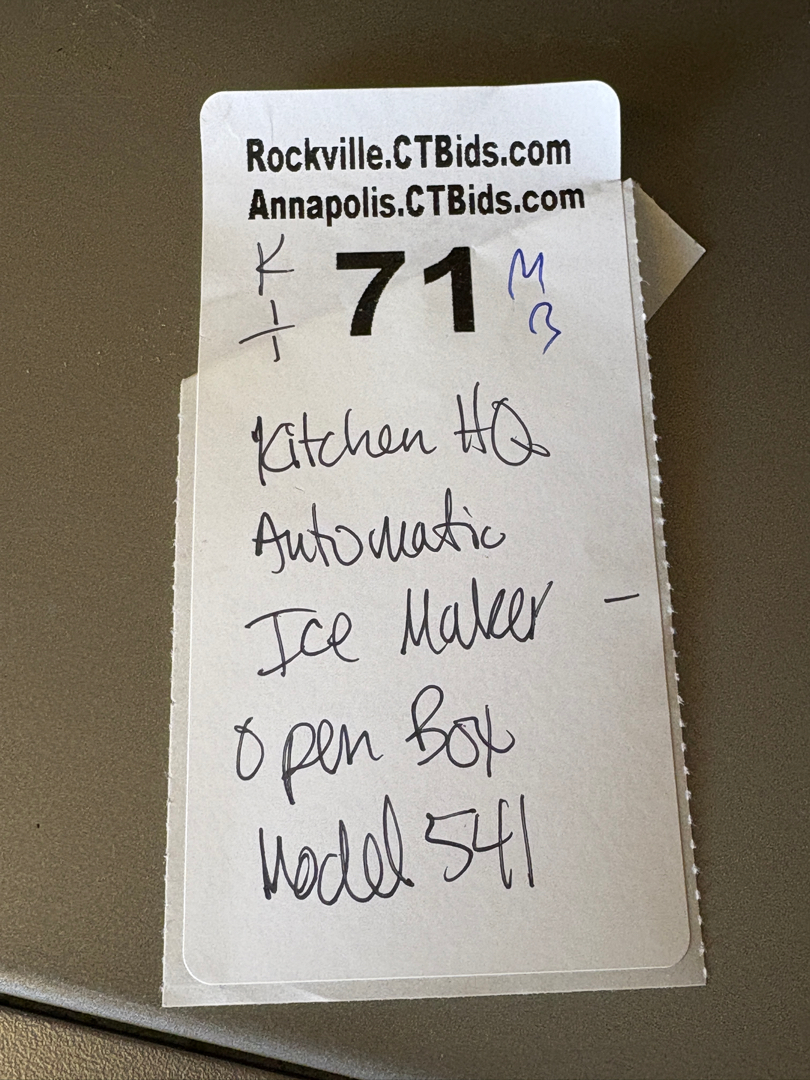 Rockville.CTBids.com
Annapolis.CTBids.com
K 71 M
1 B
Kitchen HQ
Automatic
Ice Maker -
Open Box
Model 541